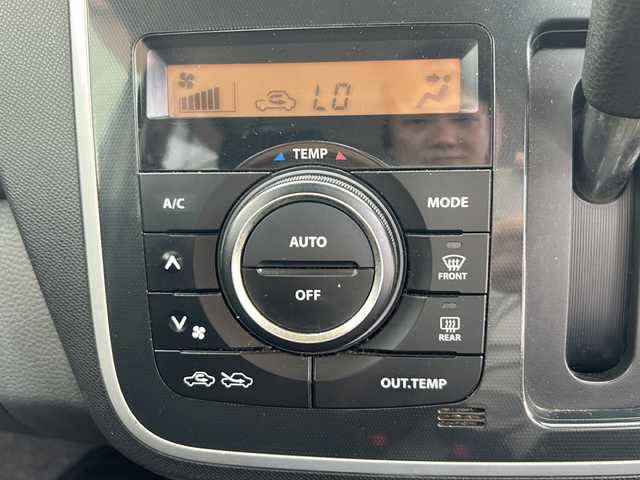 LO
TEMP
A/C
MODE
AUTO
OFF
FRONT
REAR
OUT.TEMP